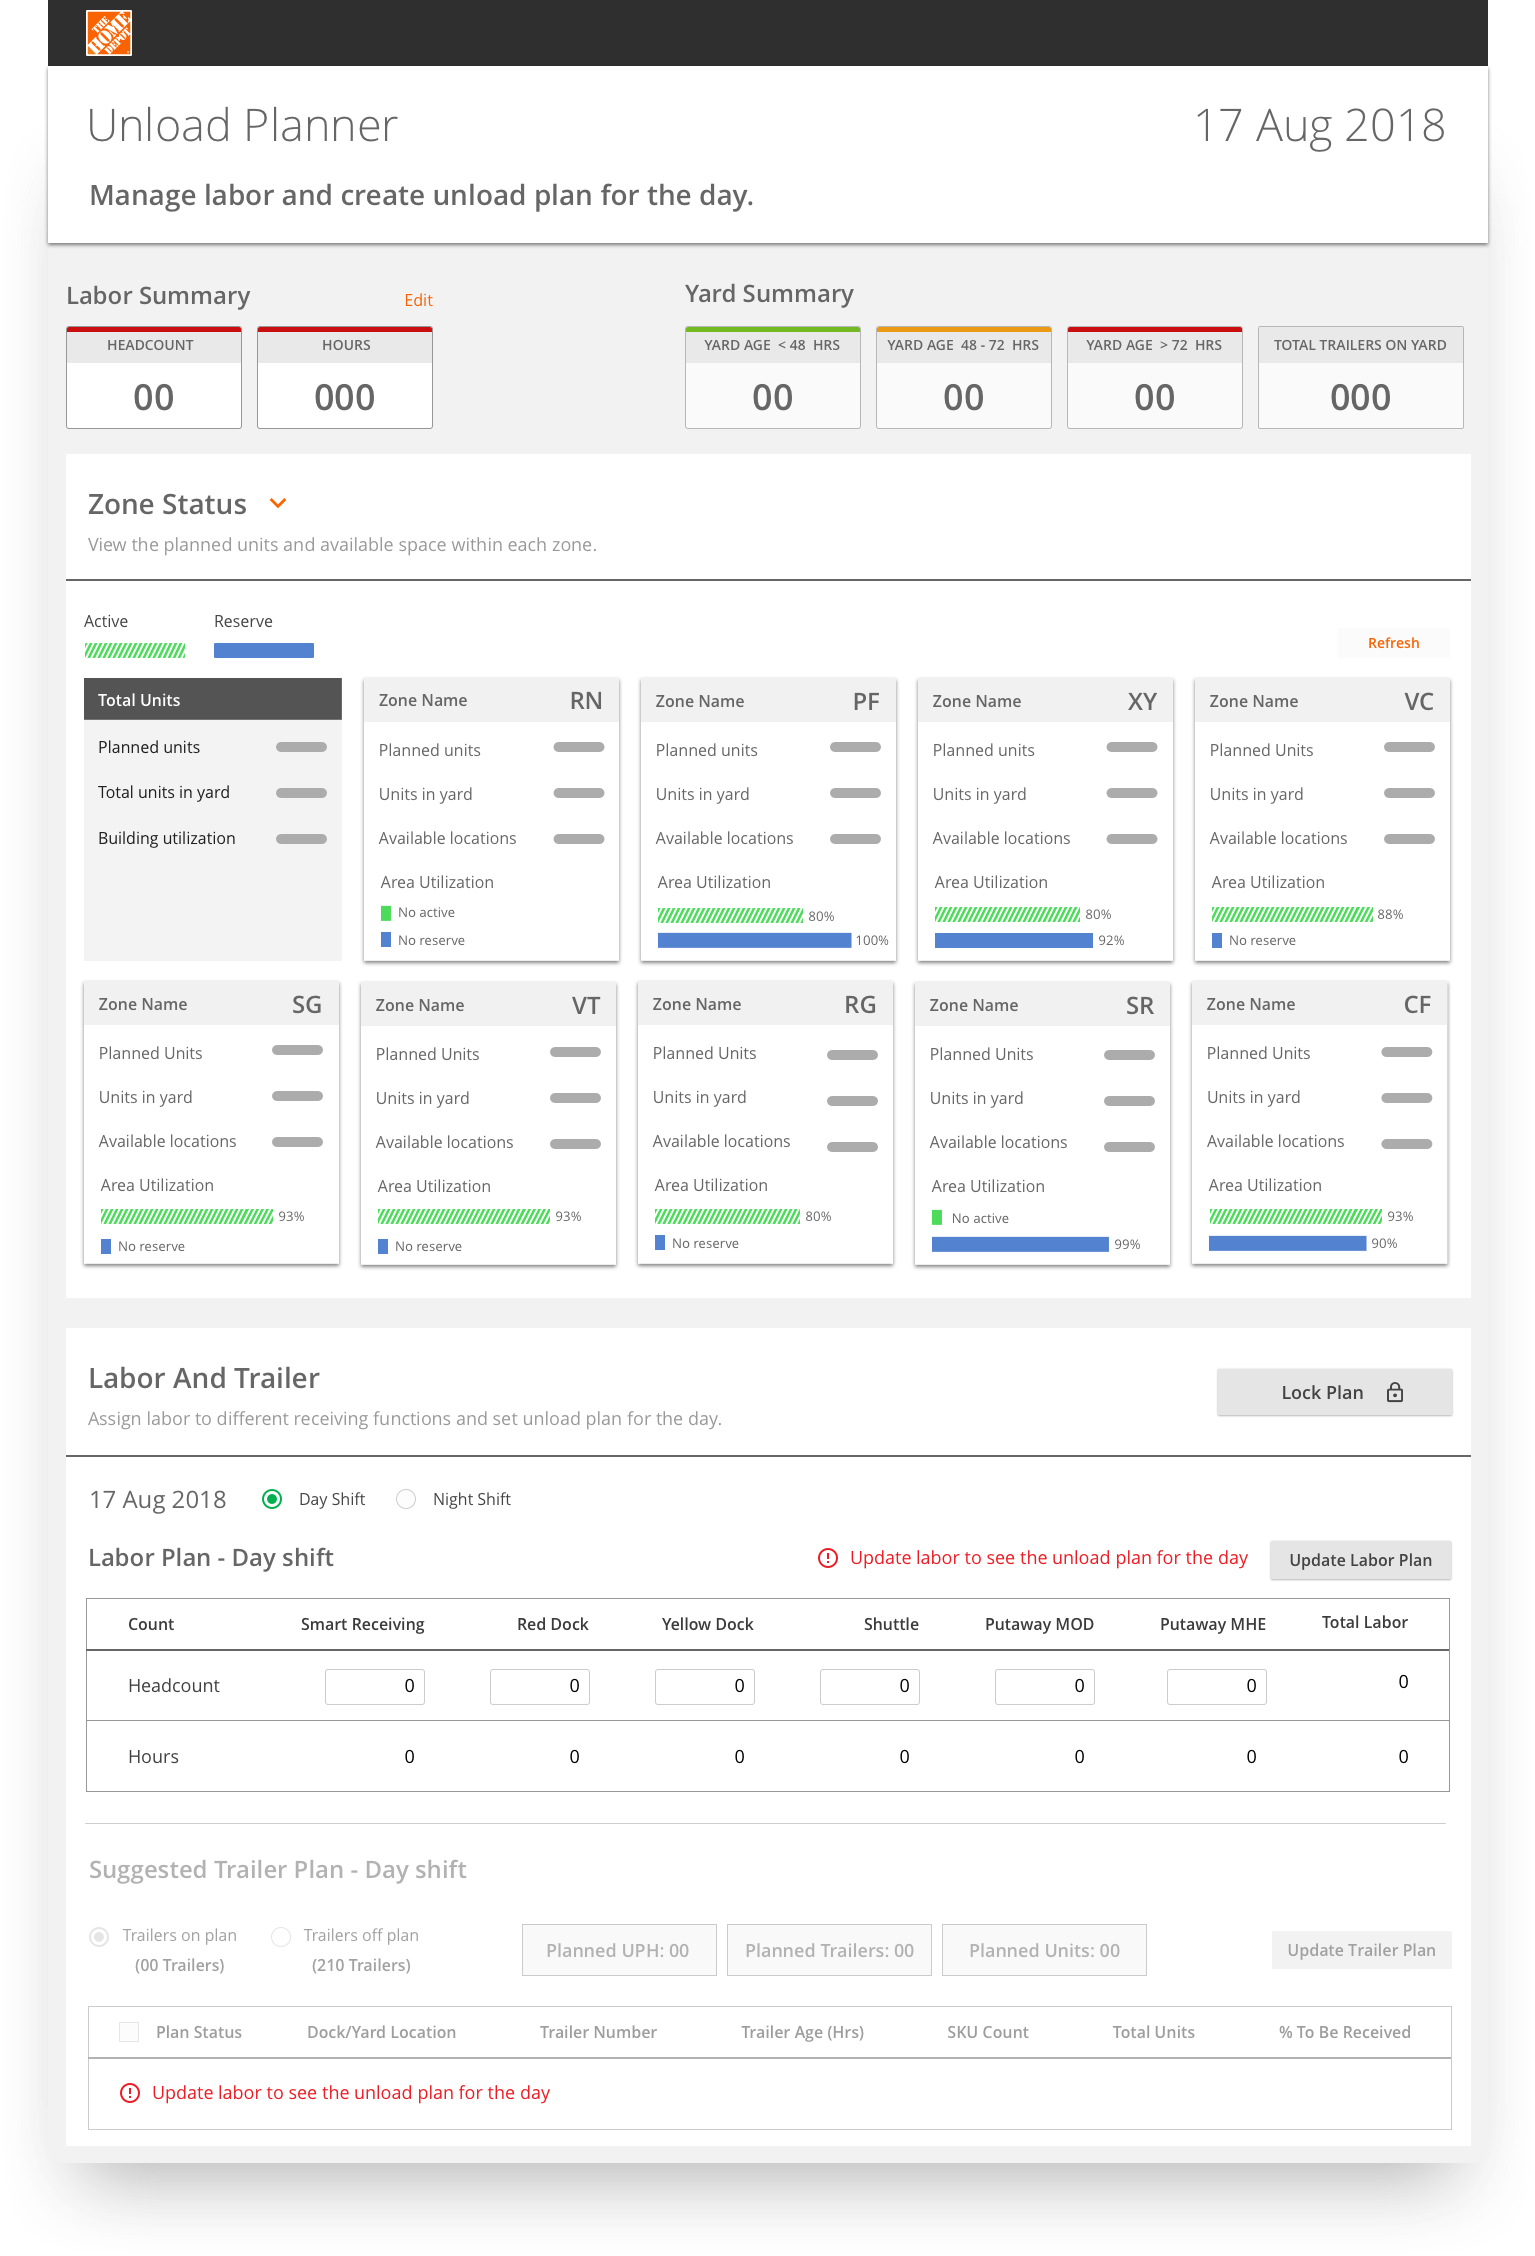 THE HOME DEPOT
Unload Planner
17 Aug 2018
Manage labor and create unload plan for the day.
Labor Summary
Edit
Yard Summary
HEADCOUNT
HOURS
YARD AGE < 48 HRS
YARD AGE 48 - 72 HRS
YARD AGE > 72 HRS
TOTAL TRAILERS ON YARD
00
000
00
00
00
000
Zone Status
View the planned units and available space within each zone.
Active
Reserve
Refresh
Total Units
Planned units
Total units in yard
Building utilization
Zone Name RN
Planned units
Units in yard
Available locations
Area Utilization
No active
No reserve
Zone Name PF
Planned units
Units in yard
Available locations
Area Utilization
80%
100%
Zone Name XY
Planned units
Units in yard
Available locations
Area Utilization
80%
92%
Zone Name VC
Planned Units
Units in yard
Available locations
Area Utilization
88%
No reserve
Zone Name SG
Planned Units
Units in yard
Available locations
Area Utilization
93%
No reserve
Zone Name VT
Planned Units
Units in yard
Available locations
Area Utilization
93%
No reserve
Zone Name RG
Planned Units
Units in yard
Available locations
Area Utilization
80%
No reserve
Zone Name SR
Planned Units
Units in yard
Available locations
Area Utilization
No active
99%
Zone Name CF
Planned Units
Units in yard
Available locations
Area Utilization
93%
90%
Labor And Trailer
Lock Plan
Assign labor to different receiving functions and set unload plan for the day.
17 Aug 2018
Day Shift
Night Shift
Labor Plan - Day shift
Update labor to see the unload plan for the day
Update Labor Plan
Count Smart Receiving Red Dock Yellow Dock Shuttle Putaway MOD Putaway MHE Total Labor
Headcount 0 0 0 0 0 0 0
Hours 0 0 0 0 0 0 0
Suggested Trailer Plan - Day shift
Trailers on plan
(00 Trailers)
Trailers off plan
(210 Trailers)
Planned UPH: 00
Planned Trailers: 00
Planned Units: 00
Update Trailer Plan
Plan Status Dock/Yard Location Trailer Number Trailer Age (Hrs) SKU Count Total Units % To Be Received
Update labor to see the unload plan for the day